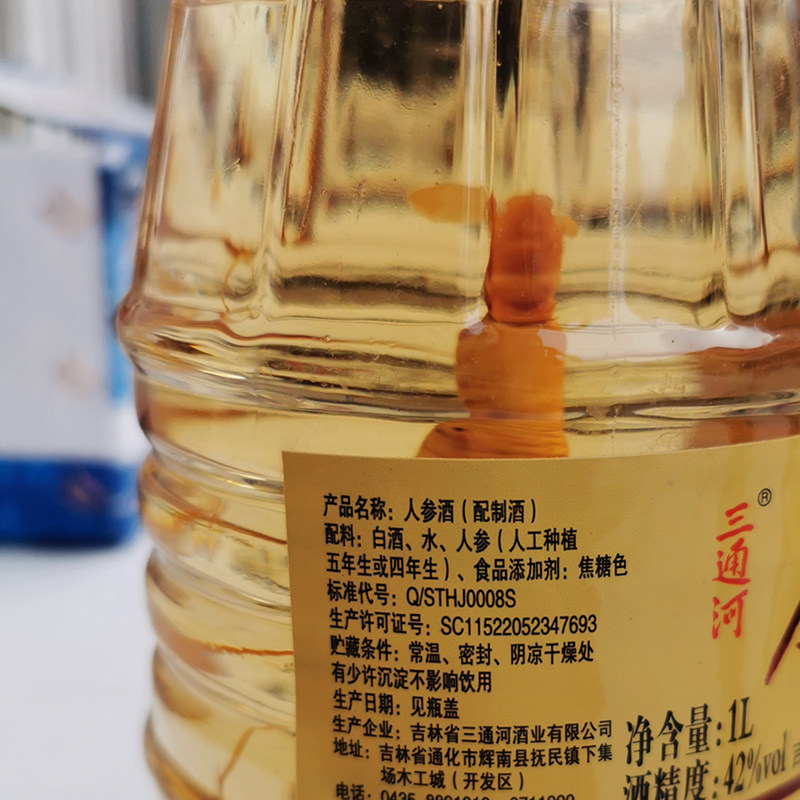 产品名称：人参酒（配制酒）
配料：白酒、水、人参（人工种植
五年生或四年生）、食品添加剂：焦糖色
标准代号：Q/STHJ0008S
生产许可证号：SC11522052347693
贮藏条件：常温、密封、阴凉干燥处
有少许沉淀不影响饮用
生产日期：见瓶盖
生产企业：吉林省三通河酒业有限公司
地址：吉林省通化市辉南县抚民镇下集
场木工城（开发区）
电话：0435-
三通河®
净含量:1L
酒精度:42%vol